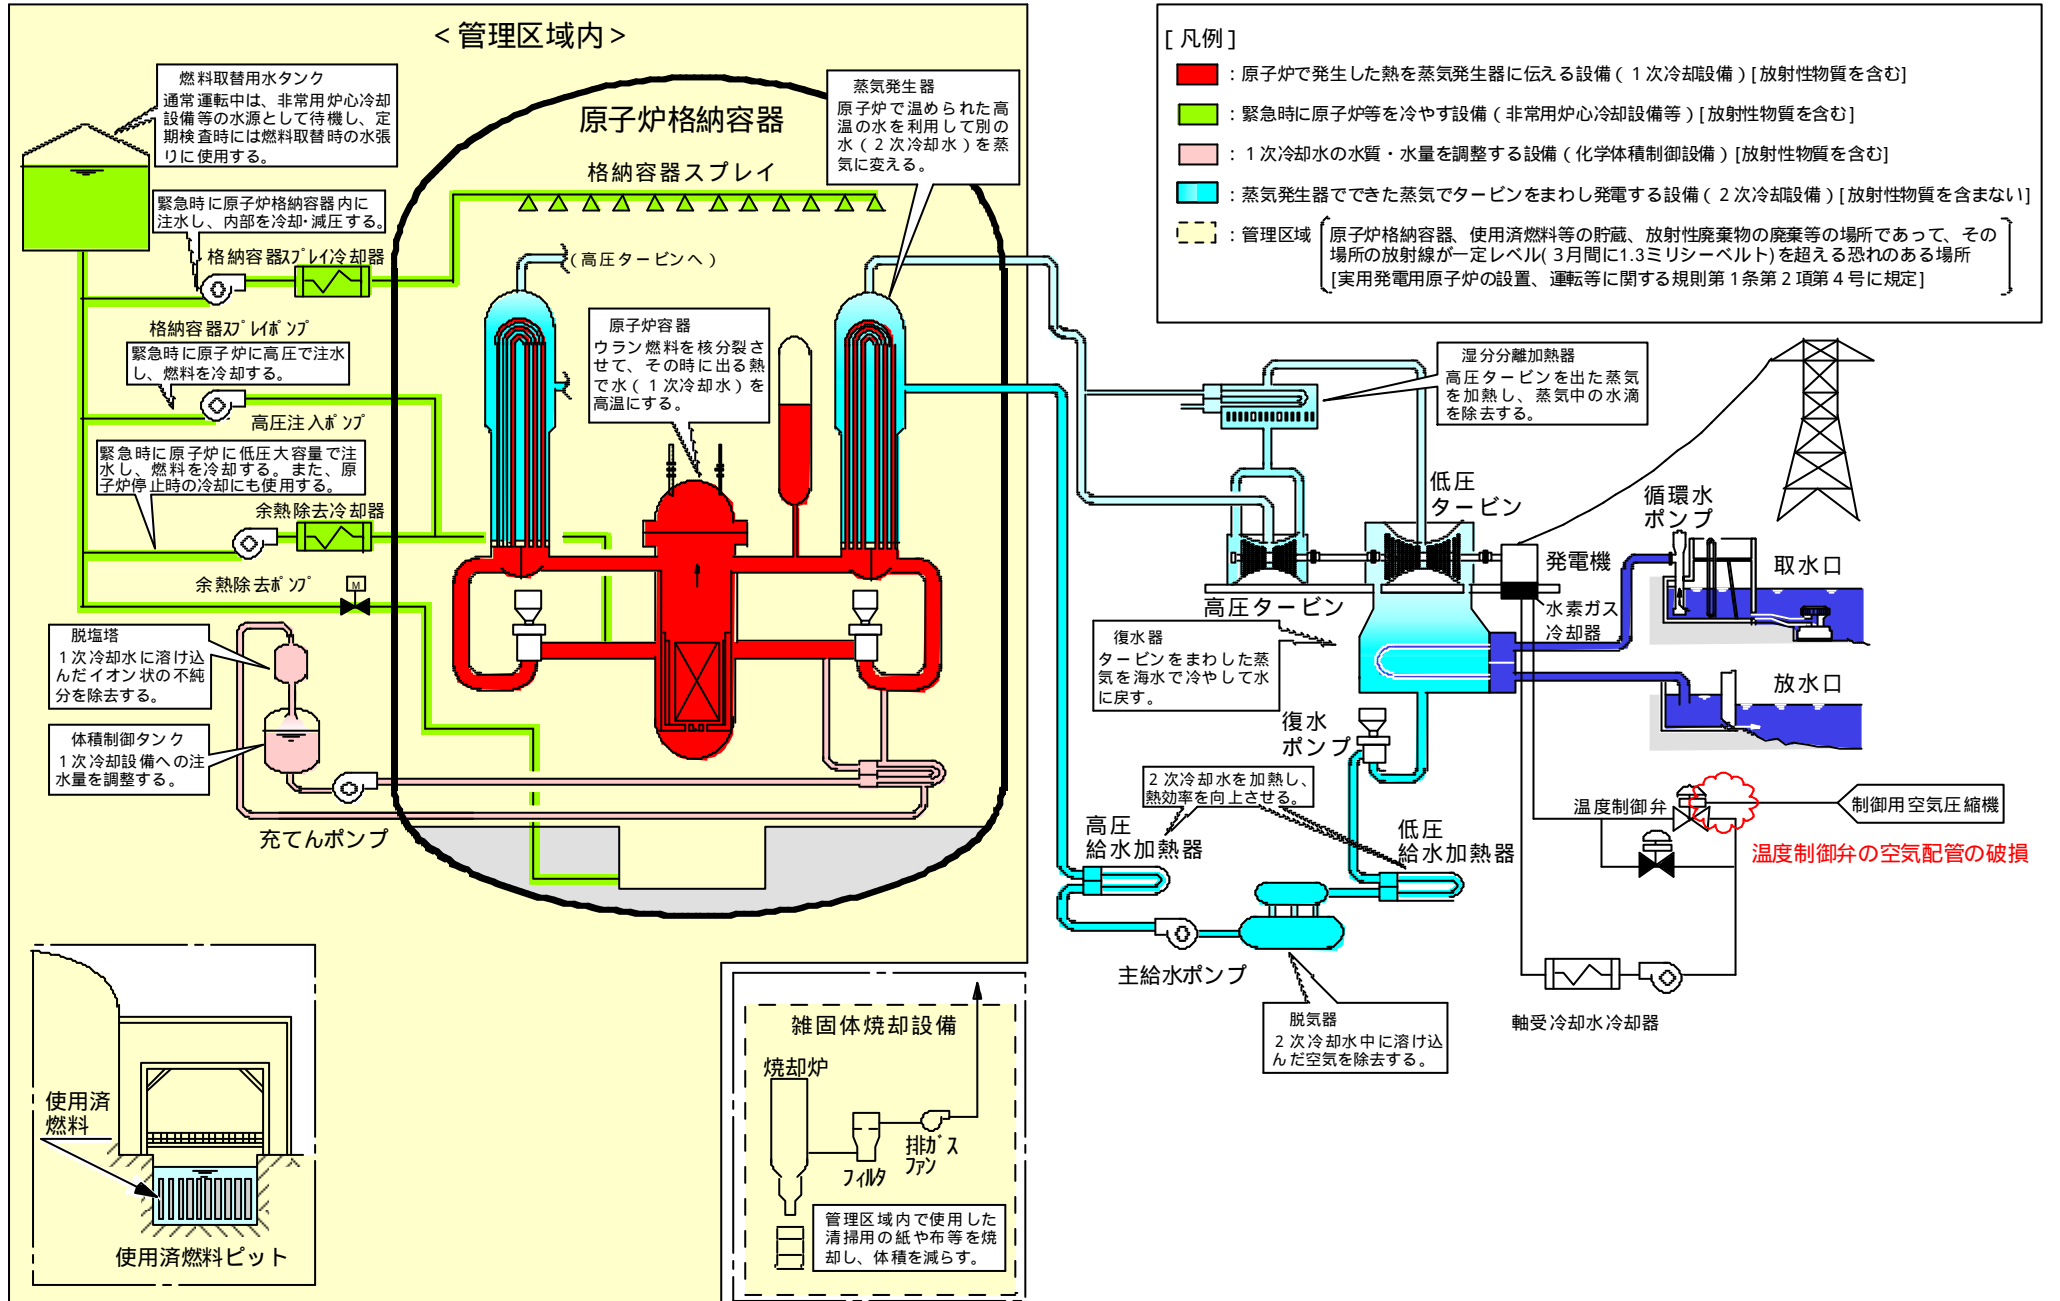 ＜管理区域内＞
燃料取替用水タンク
通常運転中は、非常用炉心冷却
設備等の水源として待機し、定
期検査時には燃料取替時の水張
りに使用する。
緊急時に原子炉格納容器内に
注水し、内部を冷却・減圧する。
格納容器ｽﾌﾟﾚｲ冷却器
格納容器ｽﾌﾟﾚｲﾎﾟﾝﾌﾟ
緊急時に原子炉に高圧で注水
し、燃料を冷却する。
高圧注入ﾎﾟﾝﾌﾟ
緊急時に原子炉に低圧大容量で注
水し、燃料を冷却する。また、原
子炉停止時の冷却にも使用する。
余熱除去冷却器
余熱除去ﾎﾟﾝﾌﾟ
M
脱塩塔
１次冷却水に溶け込
んだイオン状の不純
分を除去する。
体積制御タンク
１次冷却設備への注
水量を調整する。
充てんポンプ
原子炉格納容器
格納容器スプレイ
蒸気発生器
原子炉で温められた高
温の水を利用して別の
水（２次冷却水）を蒸
気に変える。
（高圧タービンへ）
原子炉容器
ウラン燃料を核分裂さ
せて、その時に出る熱
で水（１次冷却水）を
高温にする。
[凡例]
：原子炉で発生した熱を蒸気発生器に伝える設備（１次冷却設備）[放射性物質を含む]
：緊急時に原子炉等を冷やす設備（非常用炉心冷却設備等）[放射性物質を含む]
：１次冷却水の水質・水量を調整する設備（化学体積制御設備）[放射性物質を含む]
：蒸気発生器でできた蒸気でタービンをまわし発電する設備（２次冷却設備）[放射性物質を含まない]
：管理区域
原子炉格納容器、使用済燃料等の貯蔵、放射性廃棄物の廃棄等の場所であって、その
場所の放射線が一定レベル(３月間に1.3ミリシーベルト)を超える恐れのある場所
[実用発電用原子炉の設置、運転等に関する規則第１条第２項第４号に規定]
湿分分離加熱器
高圧タービンを出た蒸気
を加熱し、蒸気中の水滴
を除去する。
低圧
タービン
高圧タービン
発電機
水素ガス
冷却器
循環水
ポンプ
取水口
放水口
復水器
タービンをまわした蒸
気を海水で冷やして水
に戻す。
復水
ポンプ
２次冷却水を加熱し、
熱効率を向上させる。
高圧
給水加熱器
低圧
給水加熱器
主給水ポンプ
脱気器
２次冷却水中に溶け込
んだ空気を除去する。
温度制御弁
制御用空気圧縮機
温度制御弁の空気配管の破損
軸受冷却水冷却器
使用済
燃料
使用済燃料ピット
雑固体焼却設備
焼却炉
ﾌｨﾙﾀ
排ｶﾞｽ
ﾌｧﾝ
管理区域内で使用した
清掃用の紙や布等を焼
却し、体積を減らす。